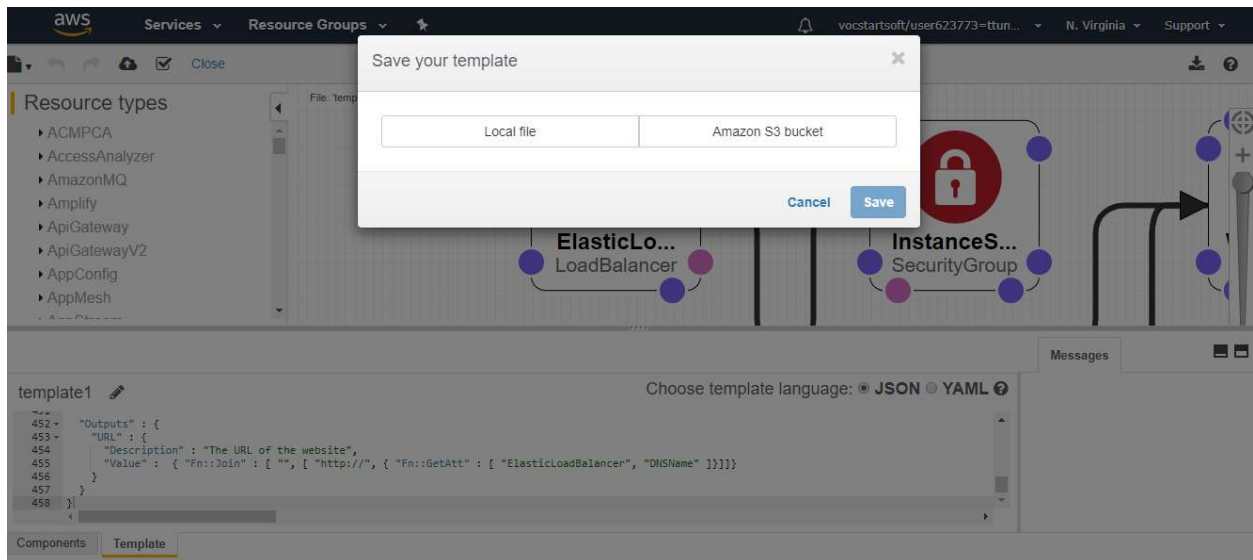 aws Services Resource Groups vocstartsoft/user623773=ttun... N. Virginia Support
Close
Save your template
Resource types
File: 'temp
ACMPCA
AccessAnalyzer
AmazonMQ
Amplify
ApiGateway
ApiGatewayV2
AppConfig
AppMesh
Local file Amazon S3 bucket
Cancel Save
ElasticLo...
LoadBalancer
InstanceS...
SecurityGroup
Messages
template1
Choose template language: JSON YAML
451
452 "Outputs" : {
453 "URL" : {
454 "Description" : "The URL of the website",
455 "Value" : { "Fn::Join" : [ "", [ "http://", { "Fn::GetAtt" : [ "ElasticLoadBalancer", "DNSName" ]}]]}
456 }
457 }
458 }
Components Template